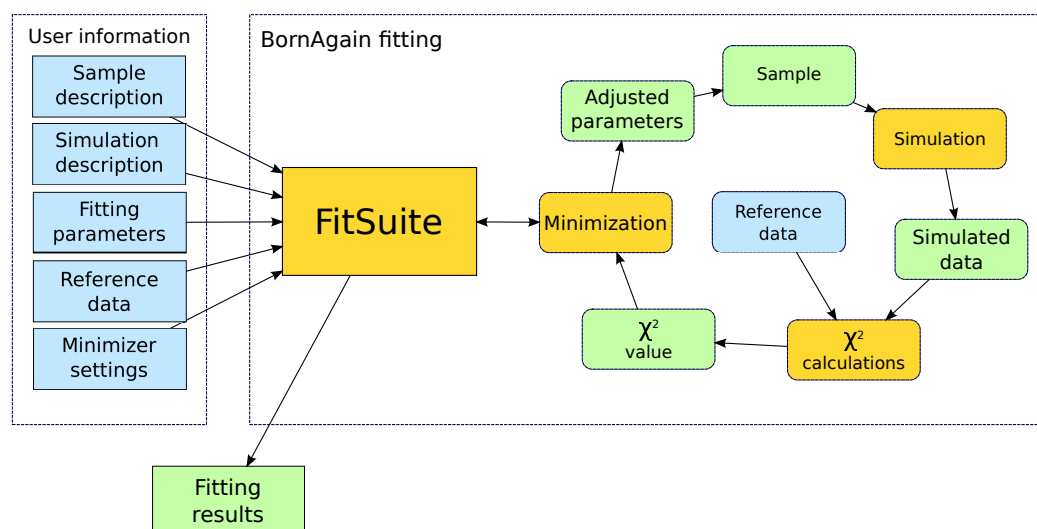 User information
Sample
description
Simulation
description
Fitting
parameters
Reference
data
Minimizer
settings
BornAgain fitting
FitSuite
Minimization
Adjusted
parameters
Sample
Simulation
Reference
data
Simulated
data
χ²
calculations
χ²
value
Fitting
results